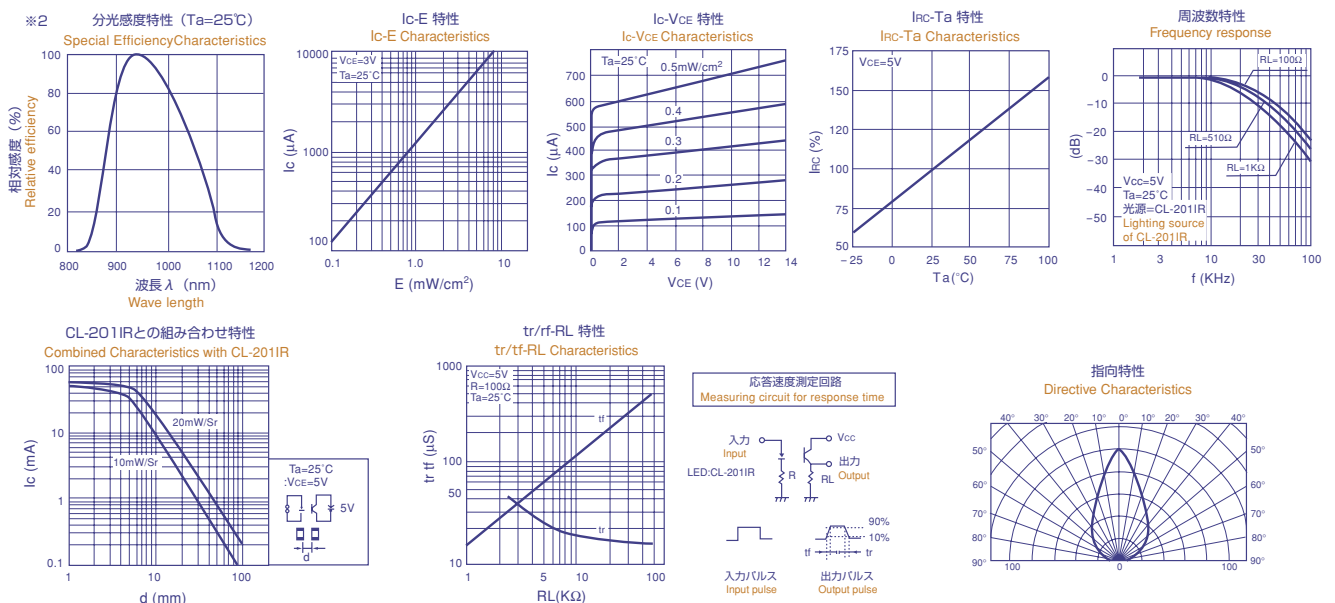 ※2
分光感度特性（Ta=25℃）
Special EfficiencyCharacteristics
相対感度（%）
Relative efficiency
100
80
60
40
20
0
800 900 1000 1100 1200
波長λ（nm）
Wave length
Ic-E 特性
Ic-E Characteristics
VCE=3V
Ta=25°C
Ic (μA)
10000
1000
100
0.1 1.0 10
E (mW/cm²)
Ic-VCE 特性
Ic-VCE Characteristics
Ta=25°C
0.5mW/cm²
0.4
0.3
0.2
0.1
Ic (μA)
700
600
500
400
300
200
100
0
0 2 4 6 8 10 12 14
VCE (V)
IRC-Ta 特性
IRC-Ta Characteristics
VCE=5V
IRC (%)
175
150
125
100
75
50
−25 0 25 50 75 100
Ta(°C)
周波数特性
Frequency response
RL=100Ω
RL=510Ω
RL=1KΩ
(dB)
0
−10
−20
−30
−40
−50
Vcc=5V
Ta=25°C
光源=CL-201IR
Lighting source
of CL-201IR
1 3 10 30 100
f (KHz)
CL-201IRとの組み合わせ特性
Combined Characteristics with CL-201IR
Ic (mA)
100
10
1
0.1
20mW/Sr
10mW/Sr
1 10 100
d (mm)
Ta=25°C
:VCE=5V
5V
d
tr/rf-RL 特性
tr/tf-RL Characteristics
Vcc=5V
R=100Ω
Ta=25°C
tf
tr
tr tf (μS)
1000
100
50
10
1 5 10 50 100
RL(KΩ)
応答速度測定回路
Measuring circuit for response time
入力
Input
LED:CL-201IR
R
RL
Vcc
出力
Output
90%
10%
tf tr
入力パルス
Input pulse
出力パルス
Output pulse
指向特性
Directive Characteristics
40° 30° 20° 10° 0° 10° 20° 30° 40°
50° 50°
60° 60°
70° 70°
80° 80°
90° 90°
100 0 100